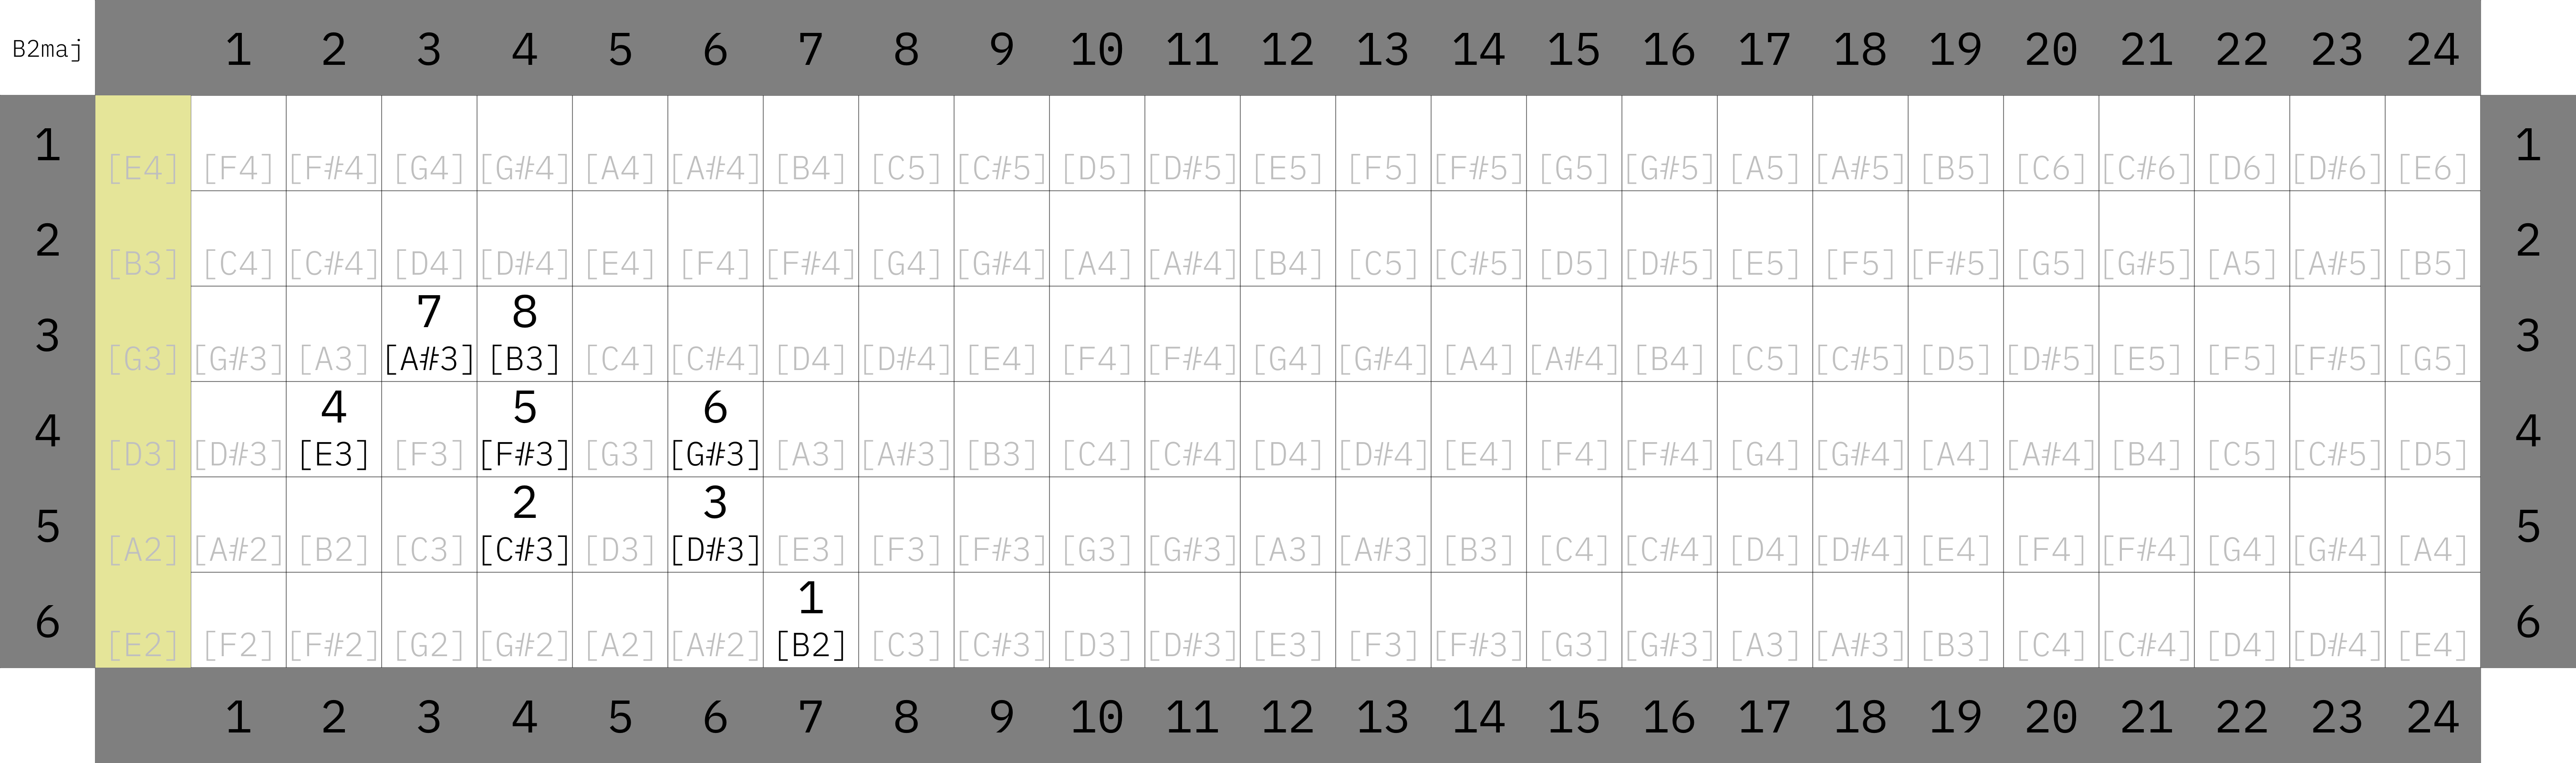 B2maj 1 2 3 4 5 6 7 8 9 10 11 12 13 14 15 16 17 18 19 20 21 22 23 24
1 [E4] [F4] [F#4] [G4] [G#4] [A4] [A#4] [B4] [C5] [C#5] [D5] [D#5] [E5] [F5] [F#5] [G5] [G#5] [A5] [A#5] [B5] [C6] [C#6] [D6] [D#6] [E6] 1
2 [B3] [C4] [C#4] [D4] [D#4] [E4] [F4] [F#4] [G4] [G#4] [A4] [A#4] [B4] [C5] [C#5] [D5] [D#5] [E5] [F5] [F#5] [G5] [G#5] [A5] [A#5] [B5] 2
7 8
3 [G3] [G#3] [A3] [A#3] [B3] [C4] [C#4] [D4] [D#4] [E4] [F4] [F#4] [G4] [G#4] [A4] [A#4] [B4] [C5] [C#5] [D5] [D#5] [E5] [F5] [F#5] [G5] 3
4 5 6
4 [D3] [D#3] [E3] [F3] [F#3] [G3] [G#3] [A3] [A#3] [B3] [C4] [C#4] [D4] [D#4] [E4] [F4] [F#4] [G4] [G#4] [A4] [A#4] [B4] [C5] [C#5] [D5] 4
2 3
5 [A2] [A#2] [B2] [C3] [C#3] [D3] [D#3] [E3] [F3] [F#3] [G3] [G#3] [A3] [A#3] [B3] [C4] [C#4] [D4] [D#4] [E4] [F4] [F#4] [G4] [G#4] [A4] 5
1
6 [E2] [F2] [F#2] [G2] [G#2] [A2] [A#2] [B2] [C3] [C#3] [D3] [D#3] [E3] [F3] [F#3] [G3] [G#3] [A3] [A#3] [B3] [C4] [C#4] [D4] [D#4] [E4] 6
1 2 3 4 5 6 7 8 9 10 11 12 13 14 15 16 17 18 19 20 21 22 23 24